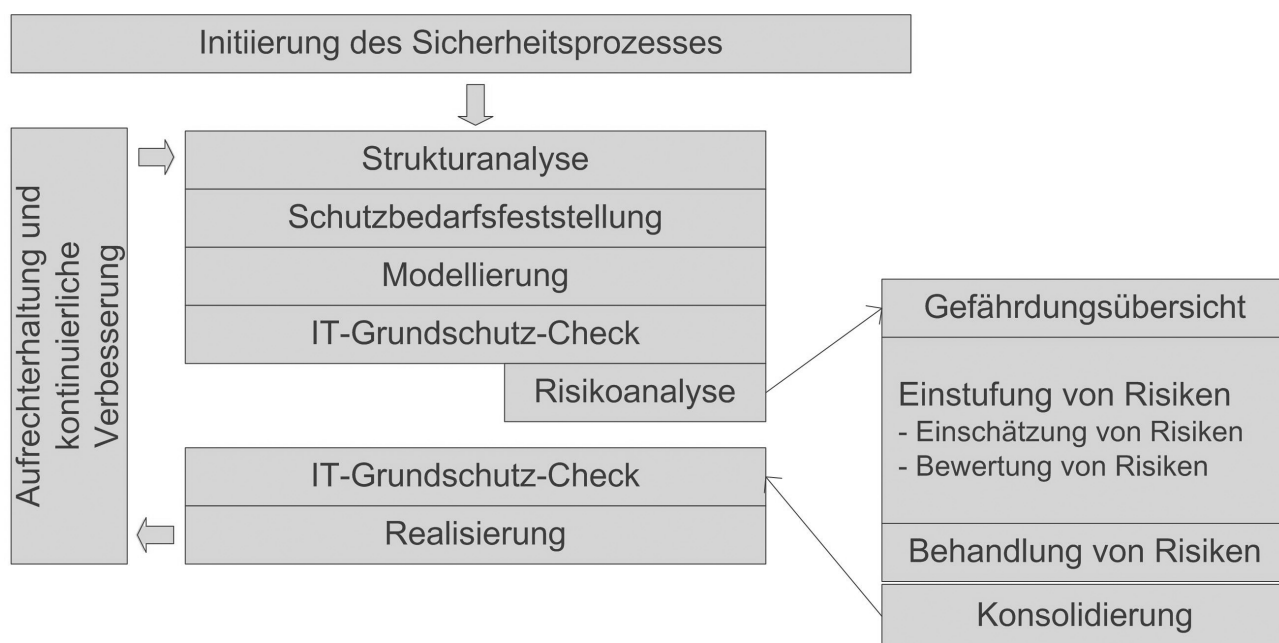 Initiierung des Sicherheitsprozesses
Aufrechterhaltung und
kontinuierliche
Verbesserung
Strukturanalyse
Schutzbedarfsfeststellung
Modellierung
IT-Grundschutz-Check
Risikoanalyse
Gefährdungsübersicht
Einstufung von Risiken
- Einschätzung von Risiken
- Bewertung von Risiken
Behandlung von Risiken
Konsolidierung
IT-Grundschutz-Check
Realisierung